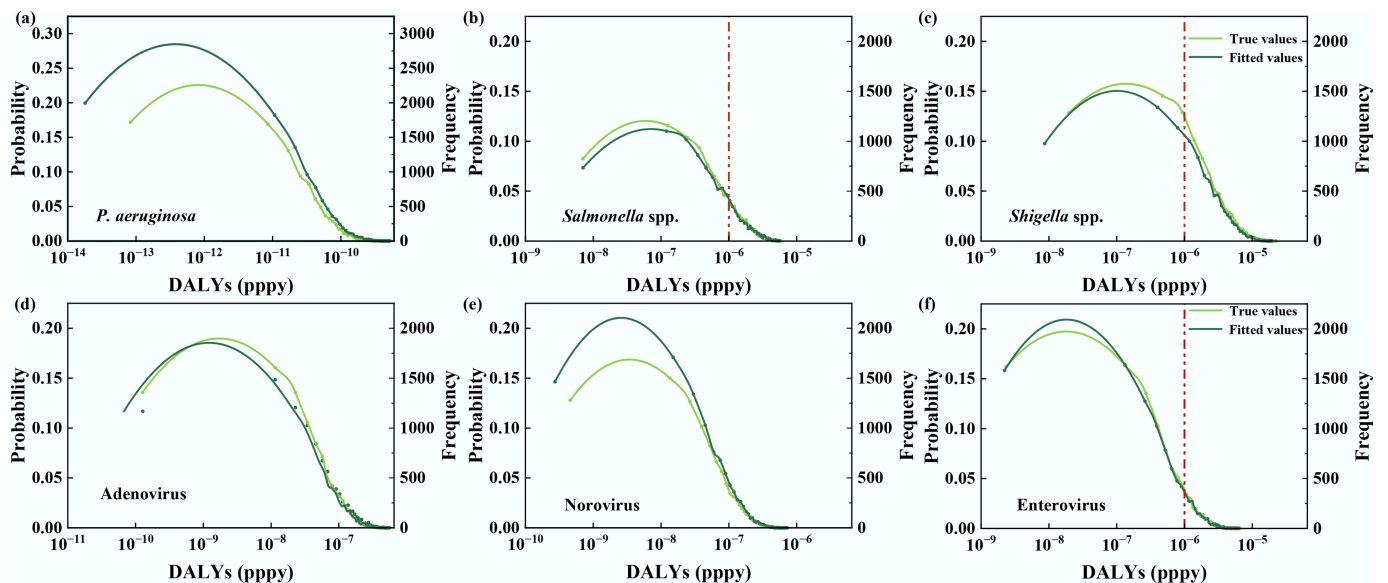 (a)
0.30
0.25
0.20
0.15
0.10
0.05
0.00
Probability
3000
2500
2000
1500
1000
500
0
Frequency
P. aeruginosa
10⁻¹⁴ 10⁻¹³ 10⁻¹² 10⁻¹¹ 10⁻¹⁰
DALYs (pppy)
(b)
0.20
0.15
0.10
0.05
0.00
Probability
2000
1500
1000
500
0
Frequency
Salmonella spp.
10⁻⁹ 10⁻⁸ 10⁻⁷ 10⁻⁶ 10⁻⁵
DALYs (pppy)
(c)
True values
Fitted values
0.20
0.15
0.10
0.05
0.00
Probability
2000
1500
1000
500
0
Frequency
Shigella spp.
10⁻⁹ 10⁻⁸ 10⁻⁷ 10⁻⁶ 10⁻⁵
DALYs (pppy)
(d)
0.20
0.15
0.10
0.05
0.00
Probability
2000
1500
1000
500
0
Frequency
Adenovirus
10⁻¹¹ 10⁻¹⁰ 10⁻⁹ 10⁻⁸ 10⁻⁷
DALYs (pppy)
(e)
0.20
0.15
0.10
0.05
0.00
Probability
2000
1500
1000
500
0
Frequency
Norovirus
10⁻¹⁰ 10⁻⁹ 10⁻⁸ 10⁻⁷ 10⁻⁶
DALYs (pppy)
(f)
True values
Fitted values
0.20
0.15
0.10
0.05
0.00
Probability
2000
1500
1000
500
0
Frequency
Enterovirus
10⁻⁹ 10⁻⁸ 10⁻⁷ 10⁻⁶ 10⁻⁵
DALYs (pppy)